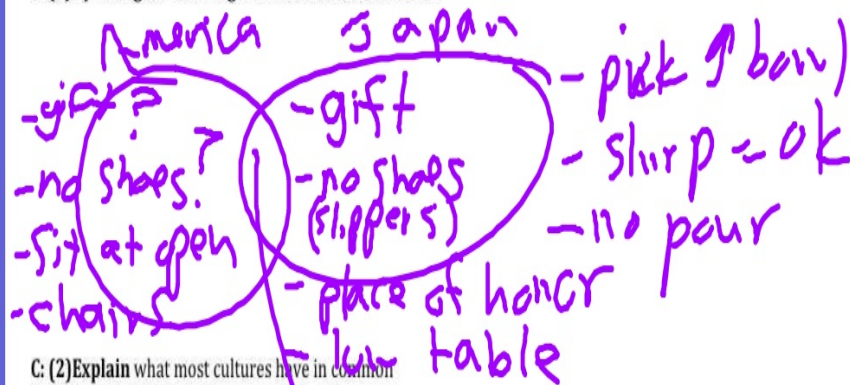 America
-gift?
-no shoes?
-Sit at open
-chairs
Japan
-gift
-no shoes
(slippers)
- place of honor
- low table
- pick ↑ bowl
- slurp = ok
-no pour
C: (2)Explain what most cultures have in common